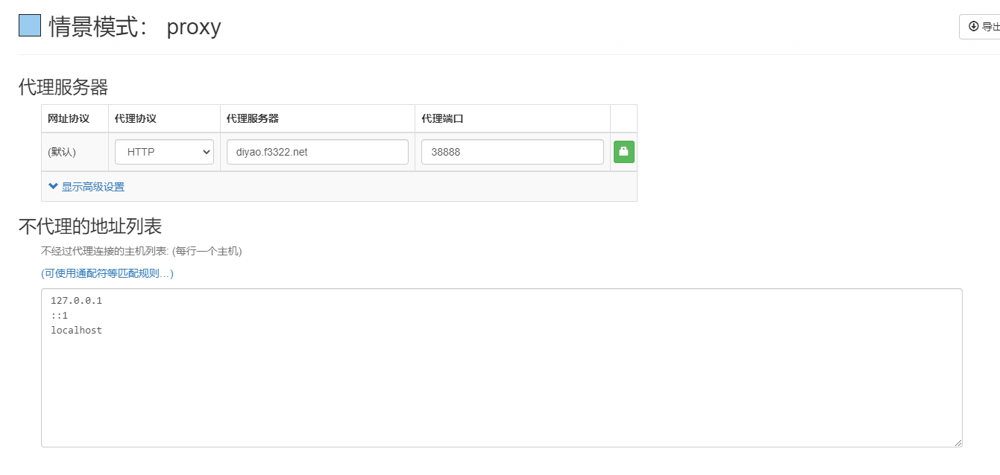 情景模式： proxy
导出
代理服务器
网址协议 代理协议 代理服务器 代理端口
(默认) HTTP diyao.f3322.net 38888
显示高级设置
不代理的地址列表
不经过代理连接的主机列表: (每行一个主机)
(可使用通配符等匹配规则…)
127.0.0.1
::1
localhost